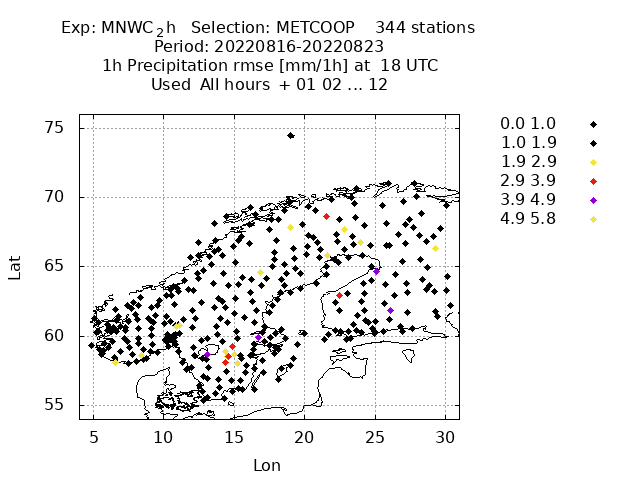 Exp: MNWC₂h   Selection: METCOOP    344 stations
Period: 20220816-20220823
1h Precipitation rmse [mm/1h] at  18 UTC
Used  All hours  + 01 02 ... 12
0.0 1.0
1.0 1.9
1.9 2.9
2.9 3.9
3.9 4.9
4.9 5.8
75
70
65
60
55
Lat
5 10 15 20 25 30
Lon